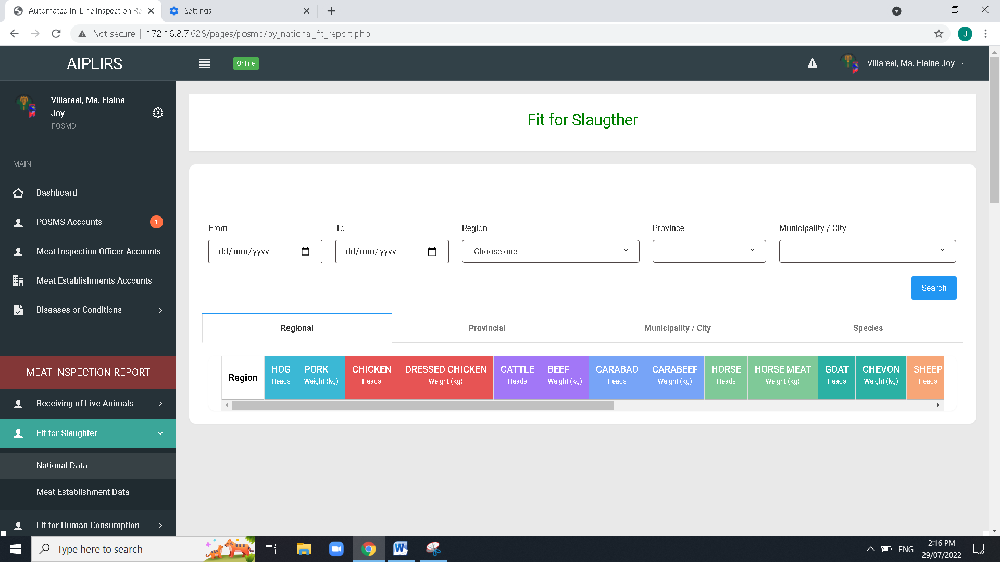 Automated In-Line Inspection Re
Settings
Not secure | 172.16.8.7:628/pages/posmd/by_national_fit_report.php
J
AIPLIRS
Online
Villareal, Ma. Elaine Joy
Villareal, Ma. Elaine
Joy
POSMD
MAIN
Dashboard
POSMS Accounts
1
Meat Inspection Officer Accounts
Meat Establishments Accounts
Diseases or Conditions
MEAT INSPECTION REPORT
Receiving of Live Animals
Fit for Slaughter
National Data
Meat Establishment Data
Fit for Human Consumption
Fit for Slaugther
From
To
Region
Province
Municipality / City
dd/mm/yyyy
dd/mm/yyyy
-- Choose one --
Search
Regional
Provincial
Municipality / City
Species
Region
HOG
Heads
PORK
Weight (kg)
CHICKEN
Heads
DRESSED CHICKEN
Weight (kg)
CATTLE
Heads
BEEF
Weight (kg)
CARABAO
Heads
CARABEEF
Weight (kg)
HORSE
Heads
HORSE MEAT
Weight (kg)
GOAT
Heads
CHEVON
Weight (kg)
SHEEP
Heads
Type here to search
ENG
2:16 PM
29/07/2022